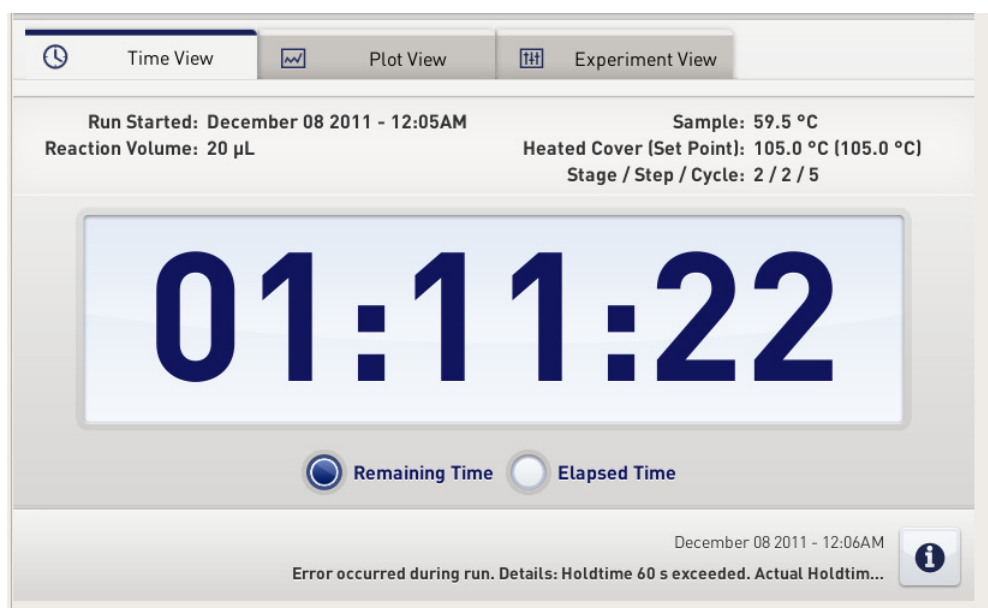 Time View
Plot View
Experiment View
Run Started: December 08 2011 - 12:05AM
Reaction Volume: 20 µL
Sample: 59.5 °C
Heated Cover (Set Point): 105.0 °C (105.0 °C)
Stage / Step / Cycle: 2 / 2 / 5
01:11:22
Remaining Time
Elapsed Time
December 08 2011 - 12:06AM
Error occurred during run. Details: Holdtime 60 s exceeded. Actual Holdtim...